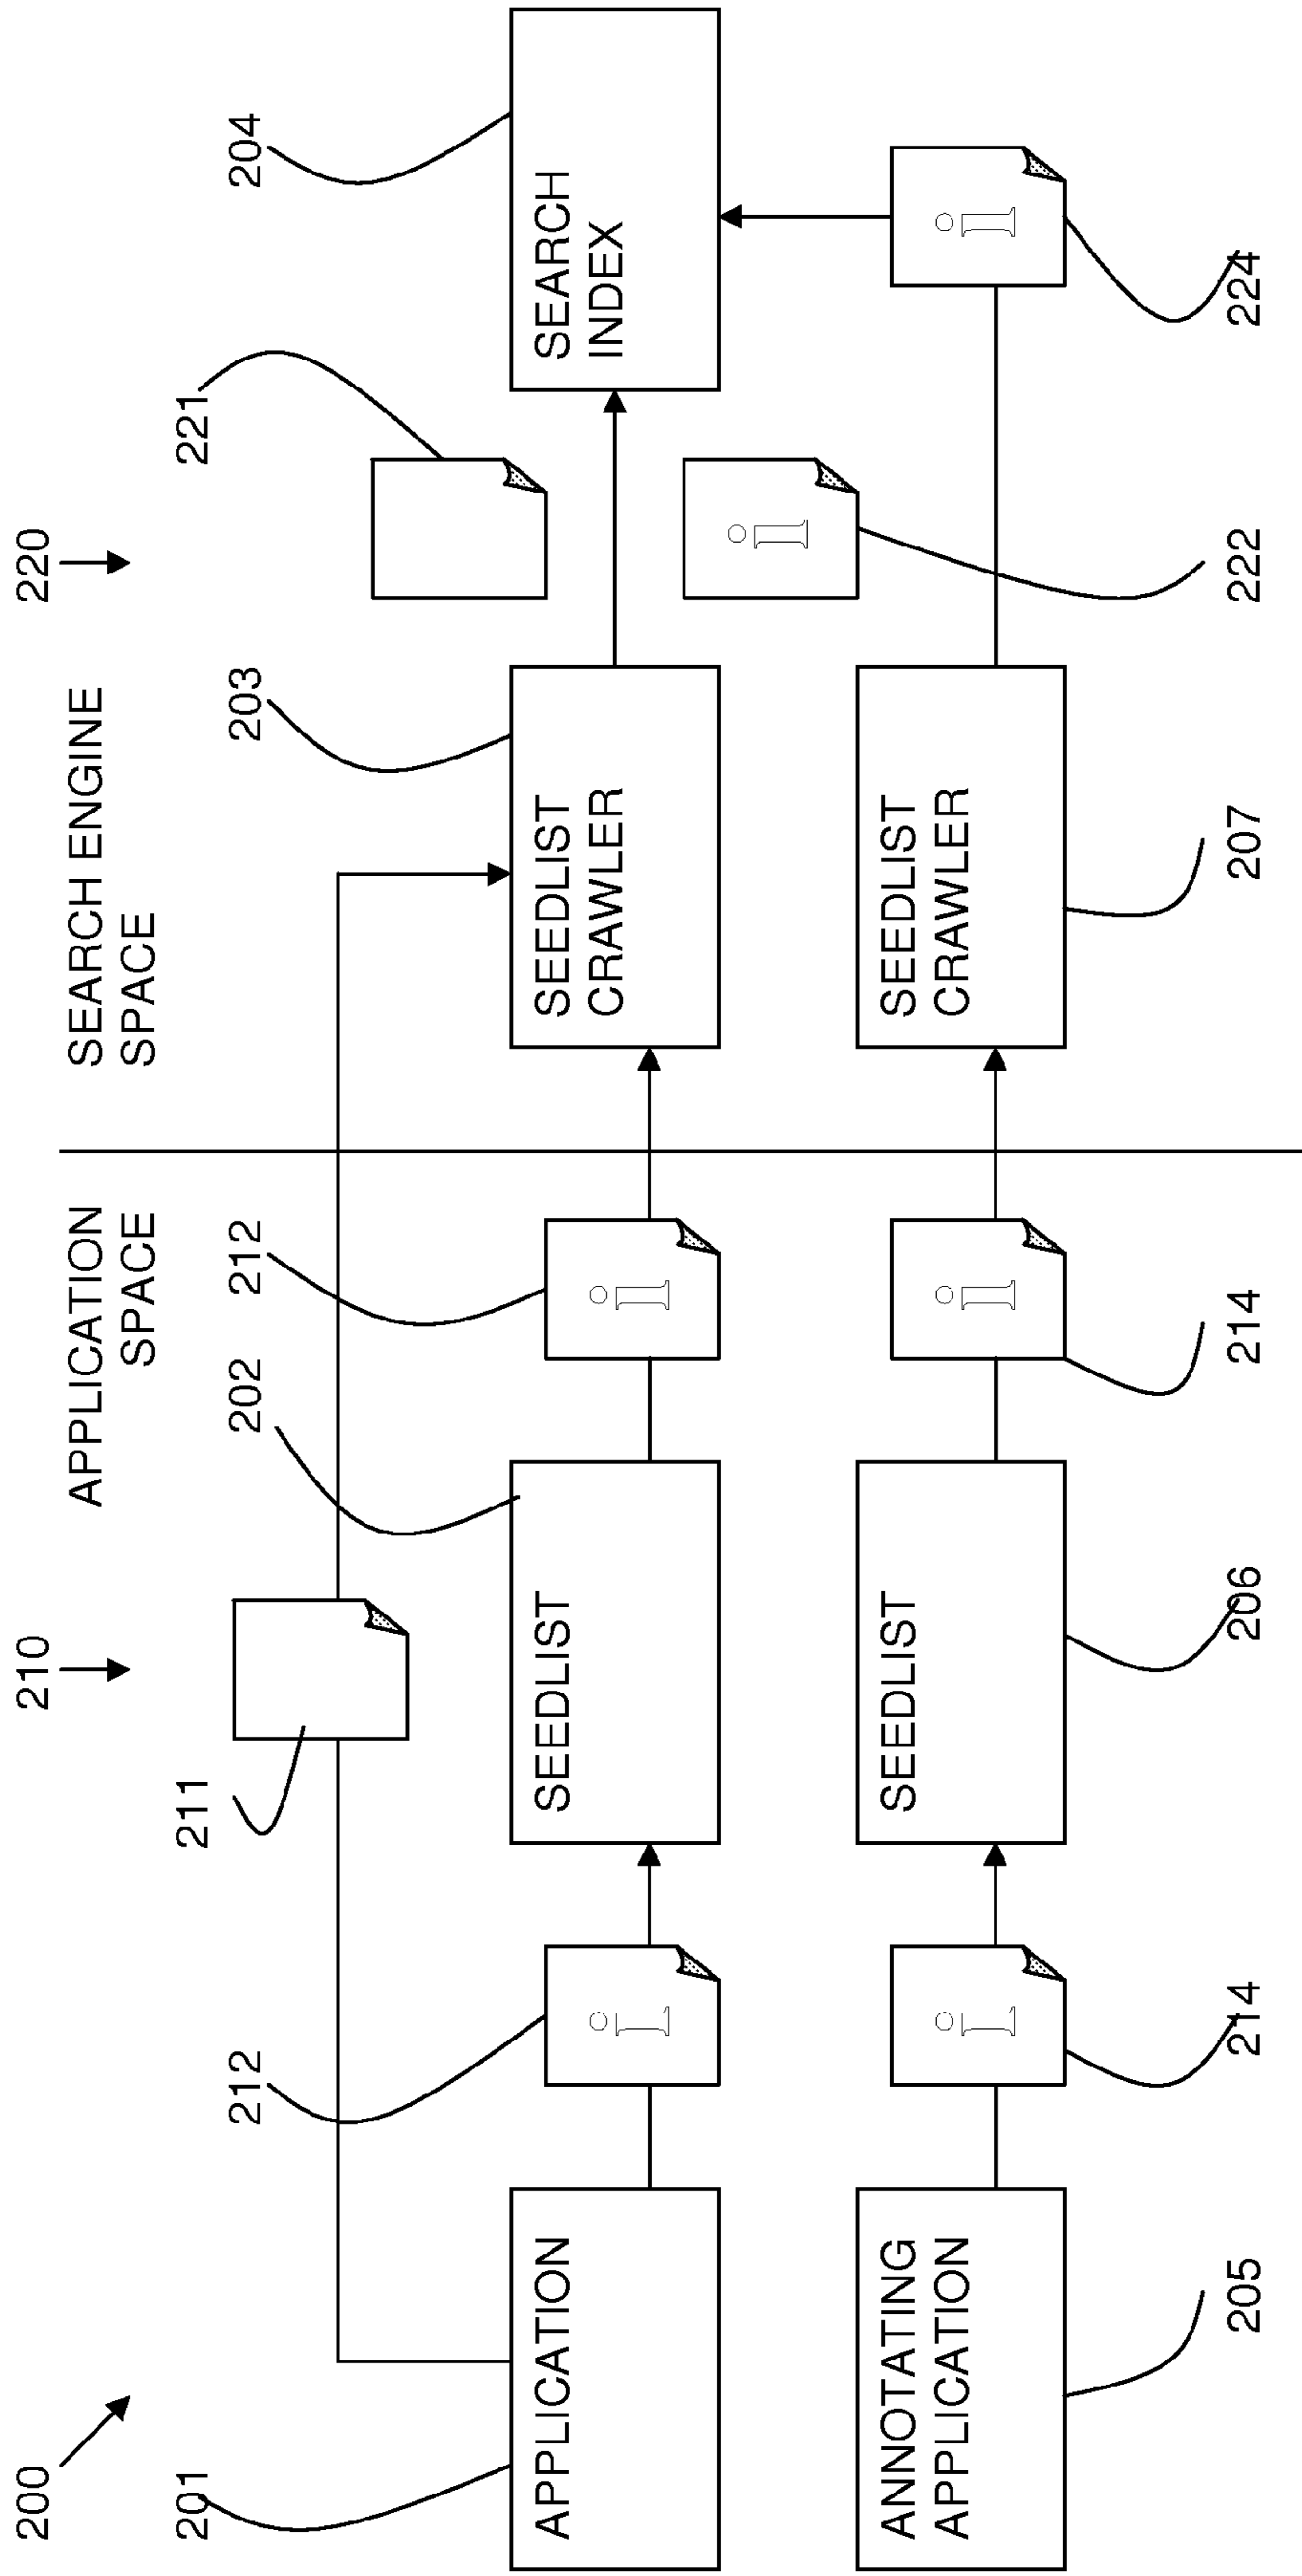 200
210
220
APPLICATION
SPACE
SEARCH ENGINE
SPACE
201
211
221
212
202
212
203
204
APPLICATION
i
SEEDLIST
i
SEEDLIST
CRAWLER
SEARCH
INDEX
i
ANNOTATING
APPLICATION
i
SEEDLIST
i
SEEDLIST
CRAWLER
i
205
214
206
214
207
222
224